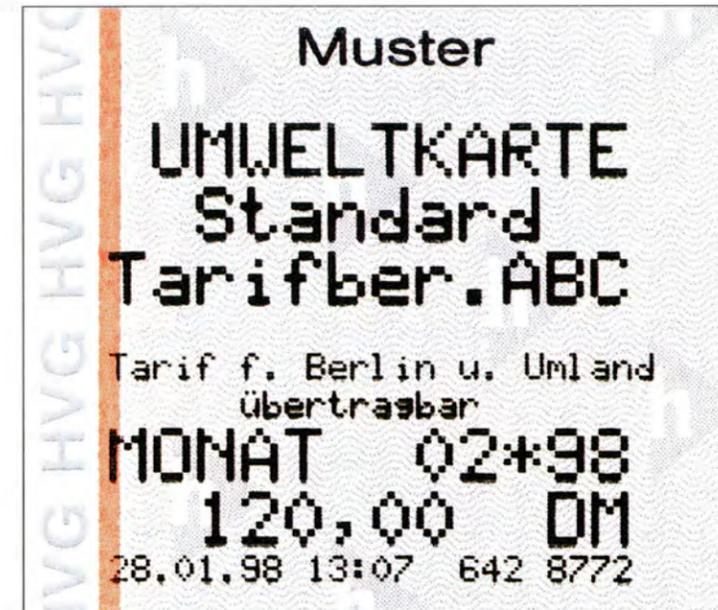 Muster
UMWELTKARTE
Standard
Tarifber.ABC
Tarif f. Berlin u. Umland
übertragbar
MONAT 02*98
120,00 DM
28.01.98 13:07 642 8772
HVG HVG HVG HVG